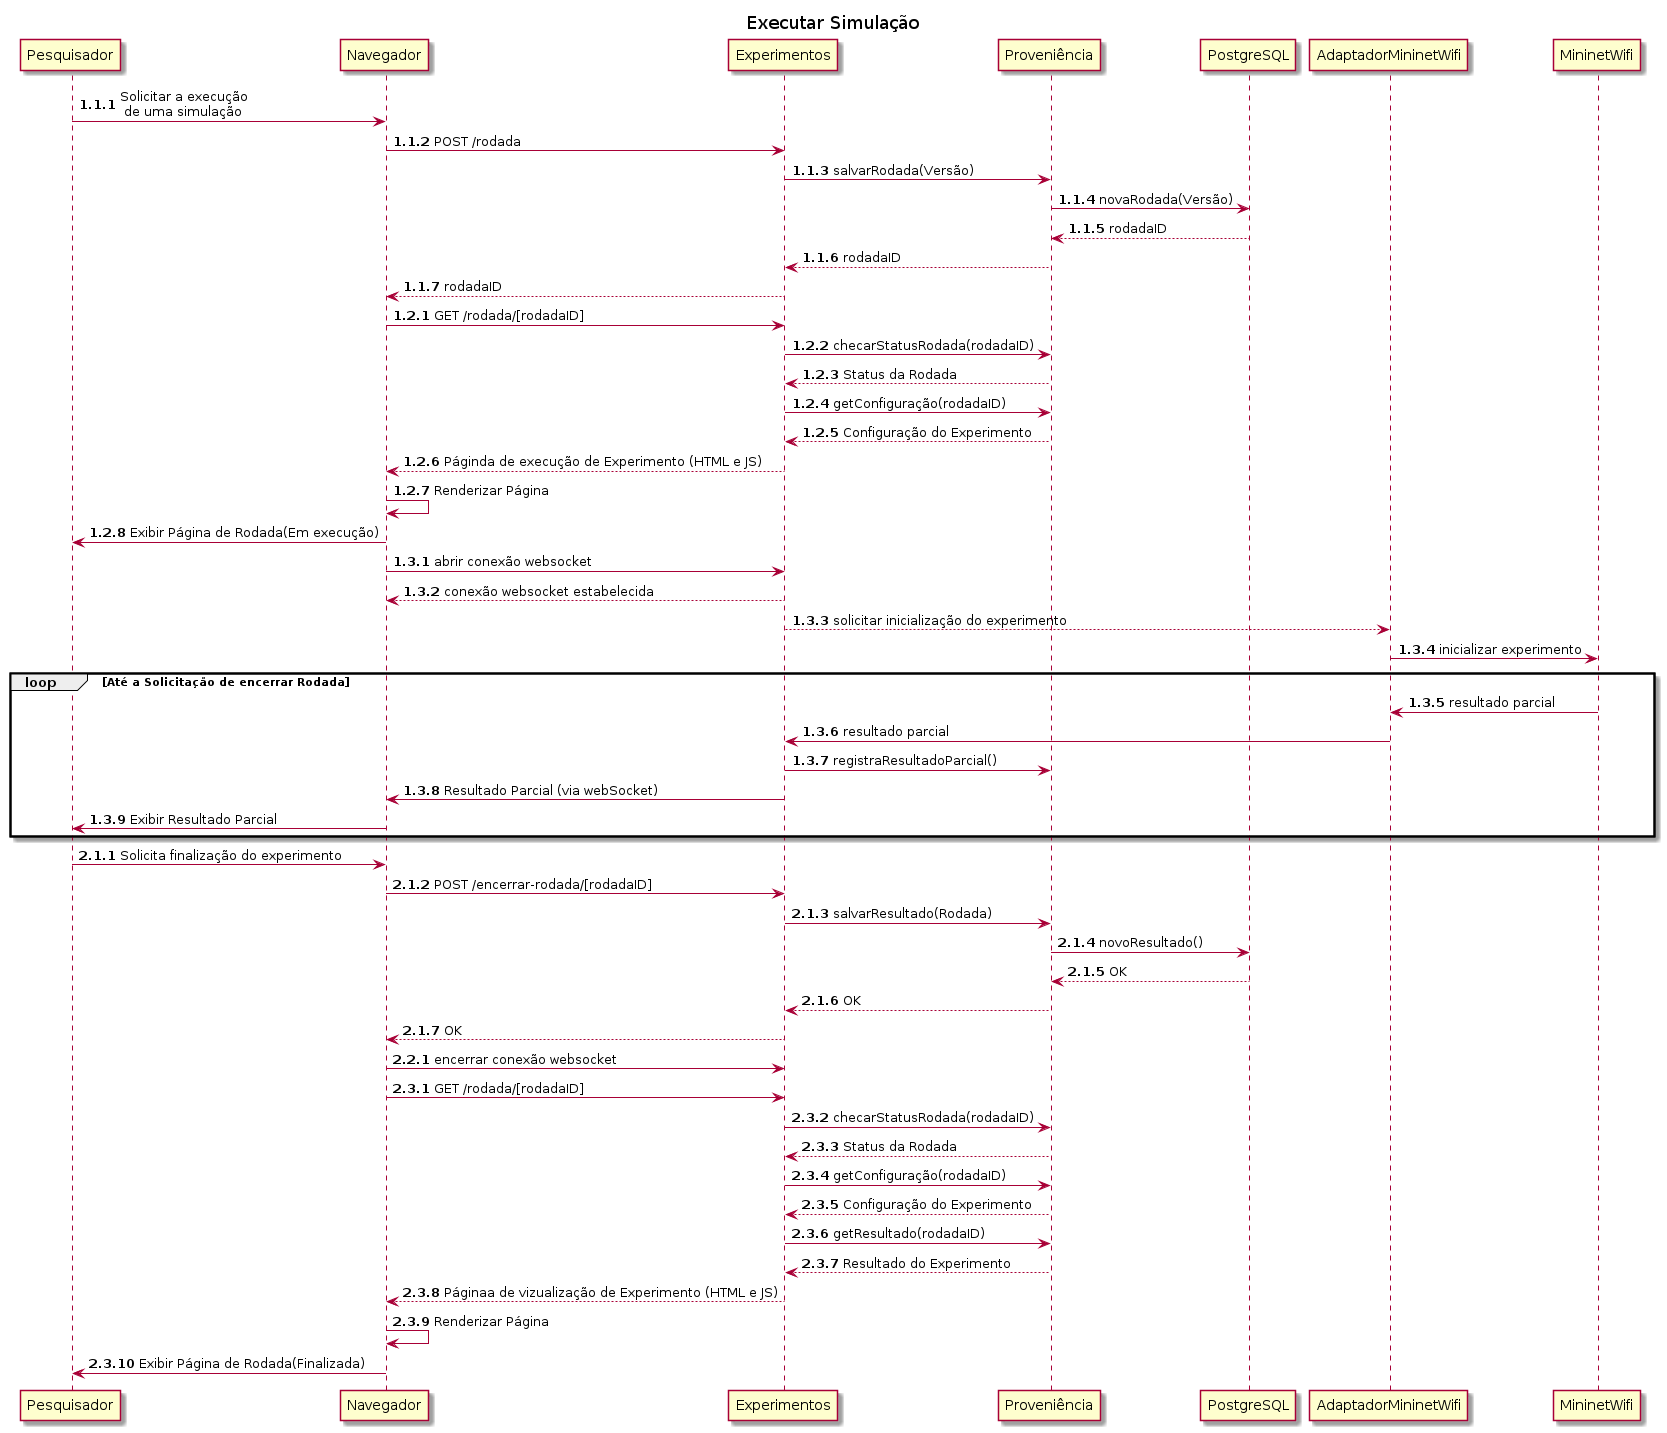 Executar Simulação
Pesquisador Navegador Experimentos Proveniência PostgreSQL AdaptadorMininetWifi MininetWifi
1.1.1 Solicitar a execução
de uma simulação
1.1.2 POST /rodada
1.1.3 salvarRodada(Versão)
1.1.4 novaRodada(Versão)
1.1.5 rodadaID
1.1.6 rodadaID
1.1.7 rodadaID
1.2.1 GET /rodada/[rodadaID]
1.2.2 checarStatusRodada(rodadaID)
1.2.3 Status da Rodada
1.2.4 getConfiguração(rodadaID)
1.2.5 Configuração do Experimento
1.2.6 Páginda de execução de Experimento (HTML e JS)
1.2.7 Renderizar Página
1.2.8 Exibir Página de Rodada(Em execução)
1.3.1 abrir conexão websocket
1.3.2 conexão websocket estabelecida
1.3.3 solicitar inicialização do experimento
1.3.4 inicializar experimento
loop [Até a Solicitação de encerrar Rodada]
1.3.5 resultado parcial
1.3.6 resultado parcial
1.3.7 registraResultadoParcial()
1.3.8 Resultado Parcial (via webSocket)
1.3.9 Exibir Resultado Parcial
2.1.1 Solicita finalização do experimento
2.1.2 POST /encerrar-rodada/[rodadaID]
2.1.3 salvarResultado(Rodada)
2.1.4 novoResultado()
2.1.5 OK
2.1.6 OK
2.1.7 OK
2.2.1 encerrar conexão websocket
2.3.1 GET /rodada/[rodadaID]
2.3.2 checarStatusRodada(rodadaID)
2.3.3 Status da Rodada
2.3.4 getConfiguração(rodadaID)
2.3.5 Configuração do Experimento
2.3.6 getResultado(rodadaID)
2.3.7 Resultado do Experimento
2.3.8 Páginaa de vizualização de Experimento (HTML e JS)
2.3.9 Renderizar Página
2.3.10 Exibir Página de Rodada(Finalizada)
Pesquisador Navegador Experimentos Proveniência PostgreSQL AdaptadorMininetWifi MininetWifi